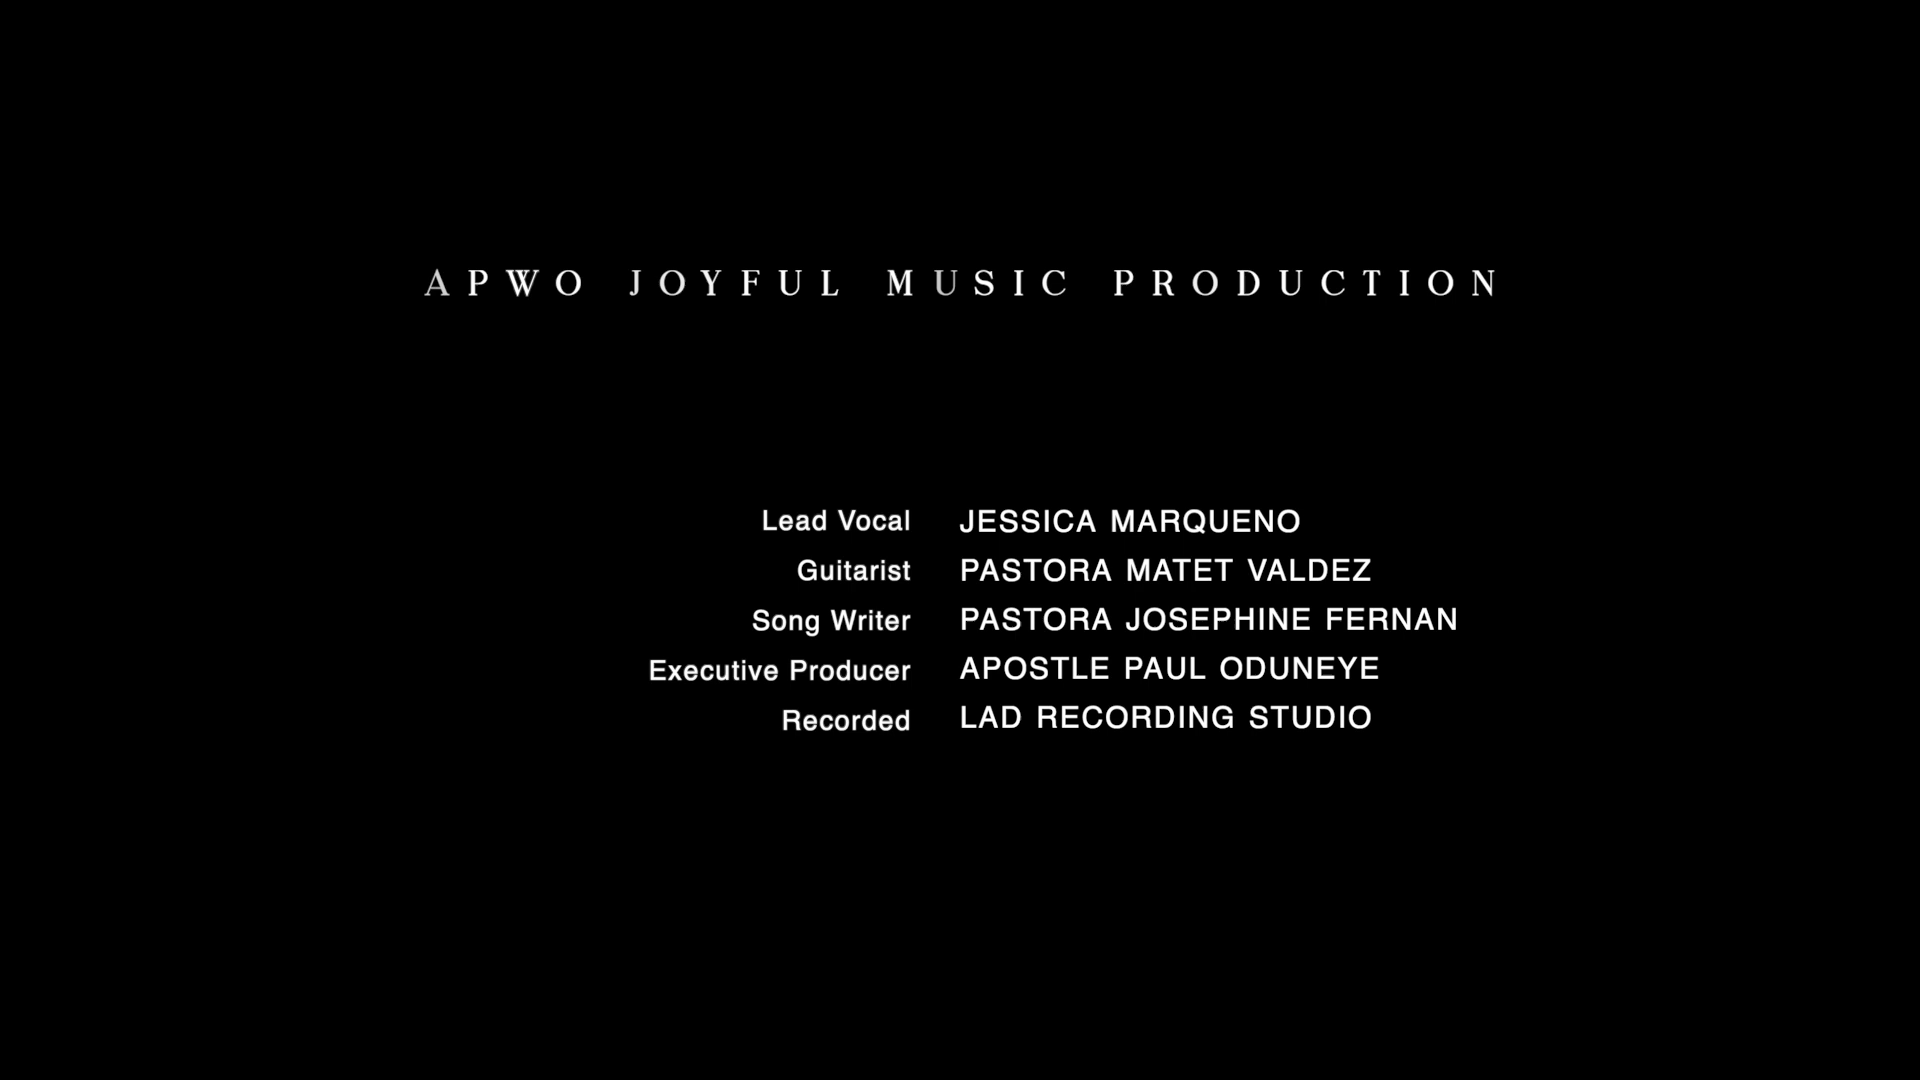 APWO JOYFUL MUSIC PRODUCTION
Lead Vocal JESSICA MARQUENO
Guitarist PASTORA MATET VALDEZ
Song Writer PASTORA JOSEPHINE FERNAN
Executive Producer APOSTLE PAUL ODUNEYE
Recorded LAD RECORDING STUDIO